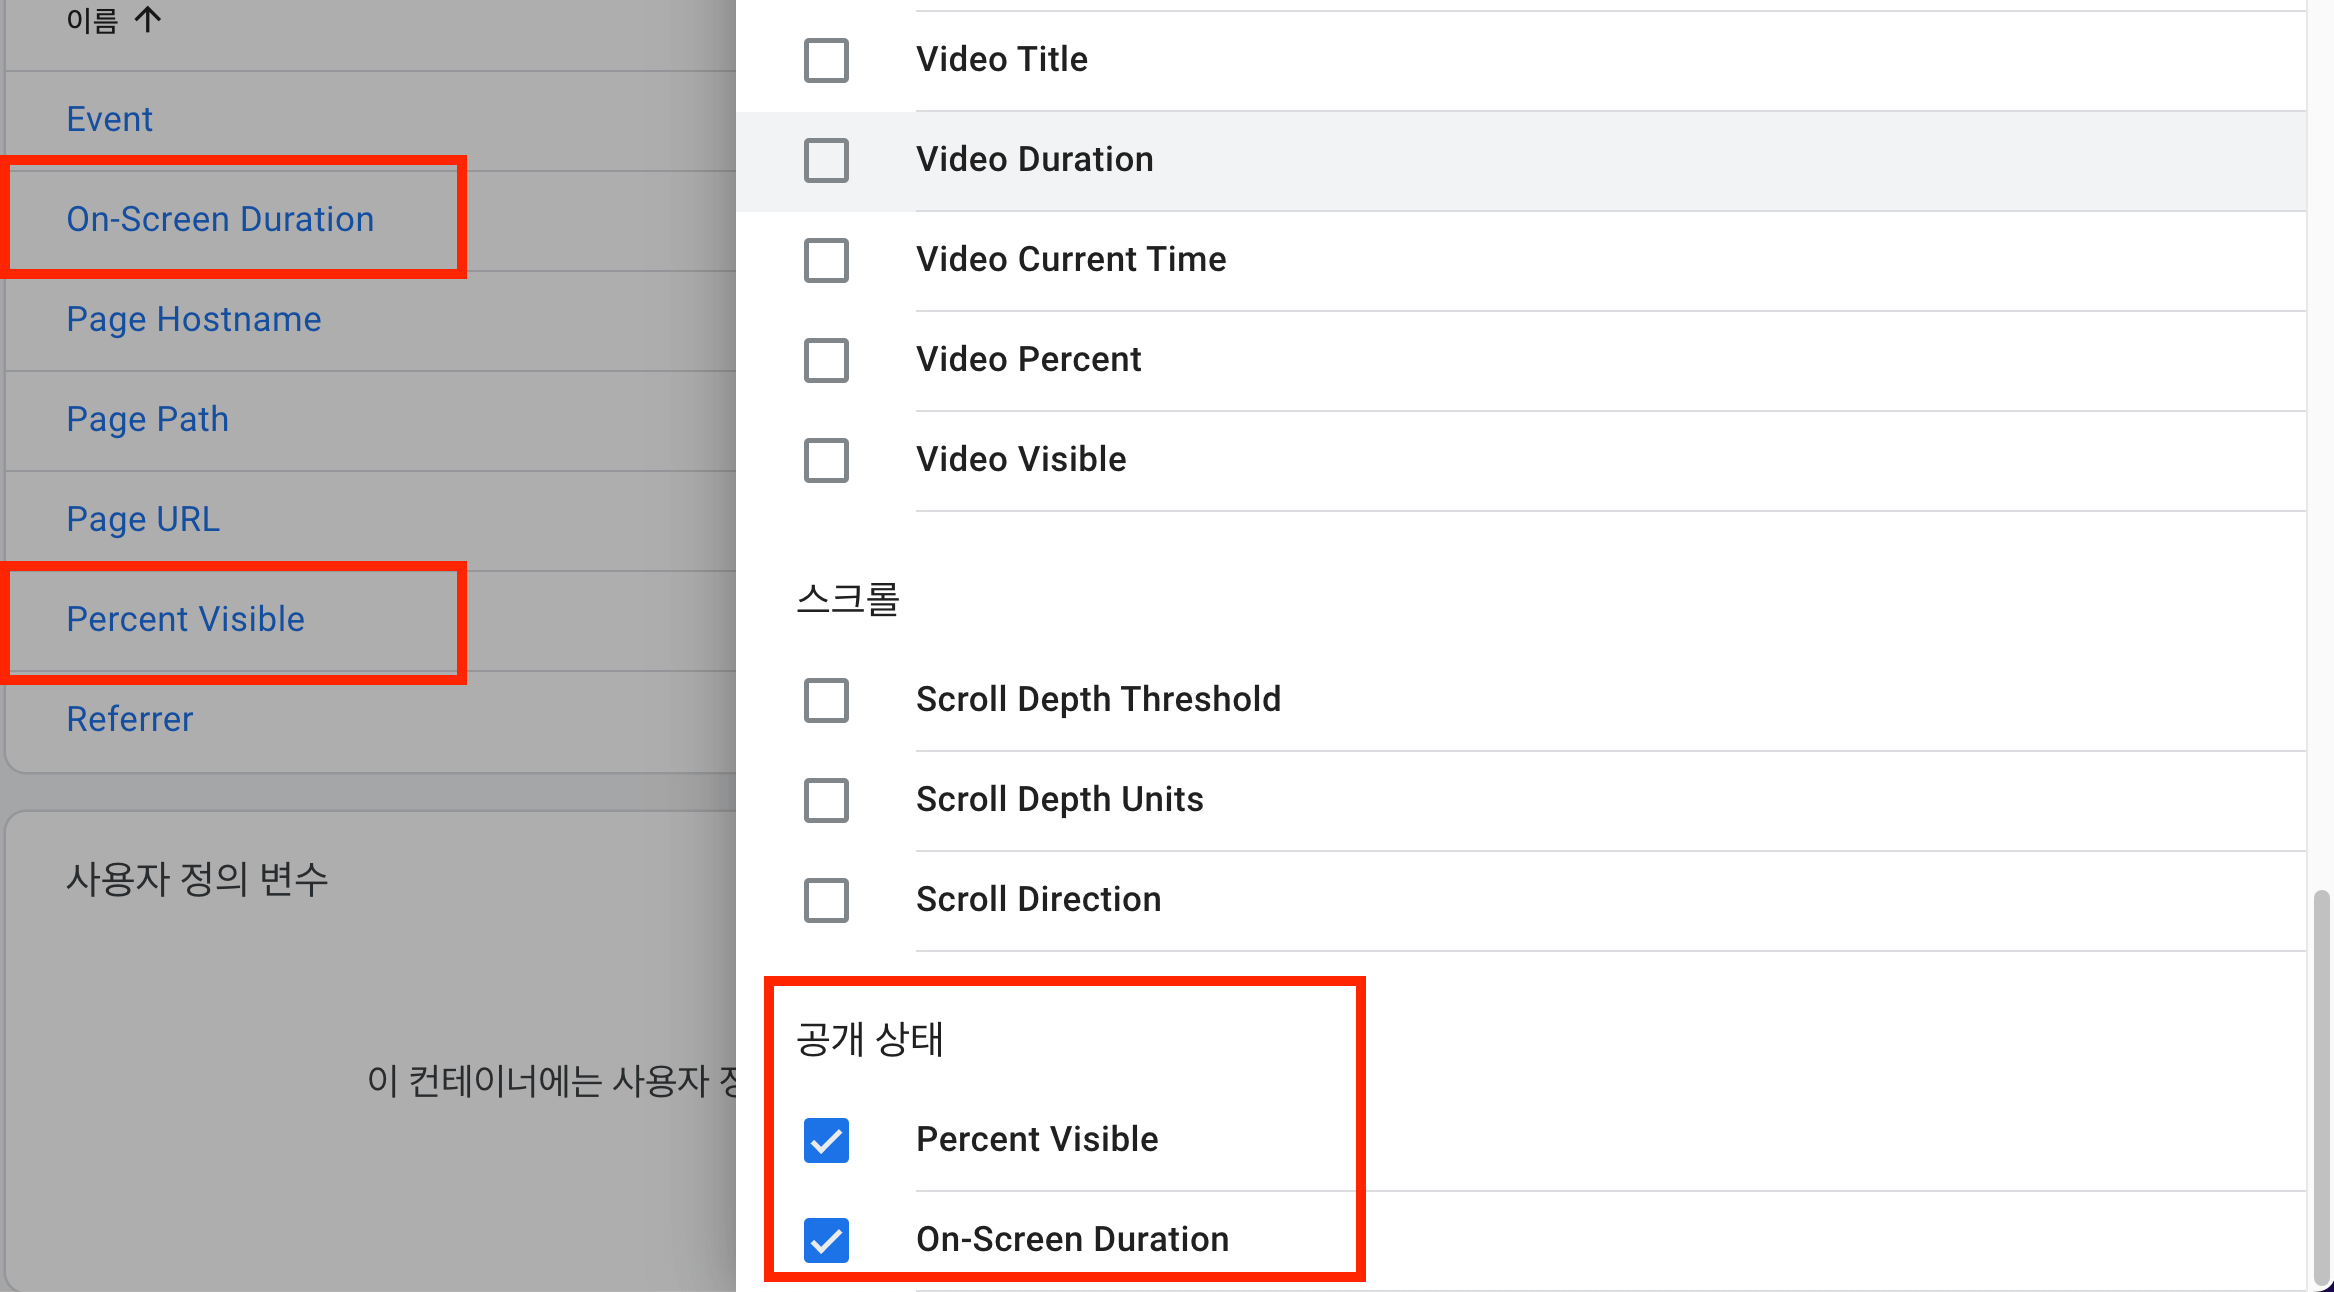 이름
Event
On-Screen Duration
Page Hostname
Page Path
Page URL
Percent Visible
Referrer
사용자 정의 변수
이 컨테이너에는 사용자
Video Title
Video Duration
Video Current Time
Video Percent
Video Visible
스크롤
Scroll Depth Threshold
Scroll Depth Units
Scroll Direction
공개 상태
Percent Visible
On-Screen Duration